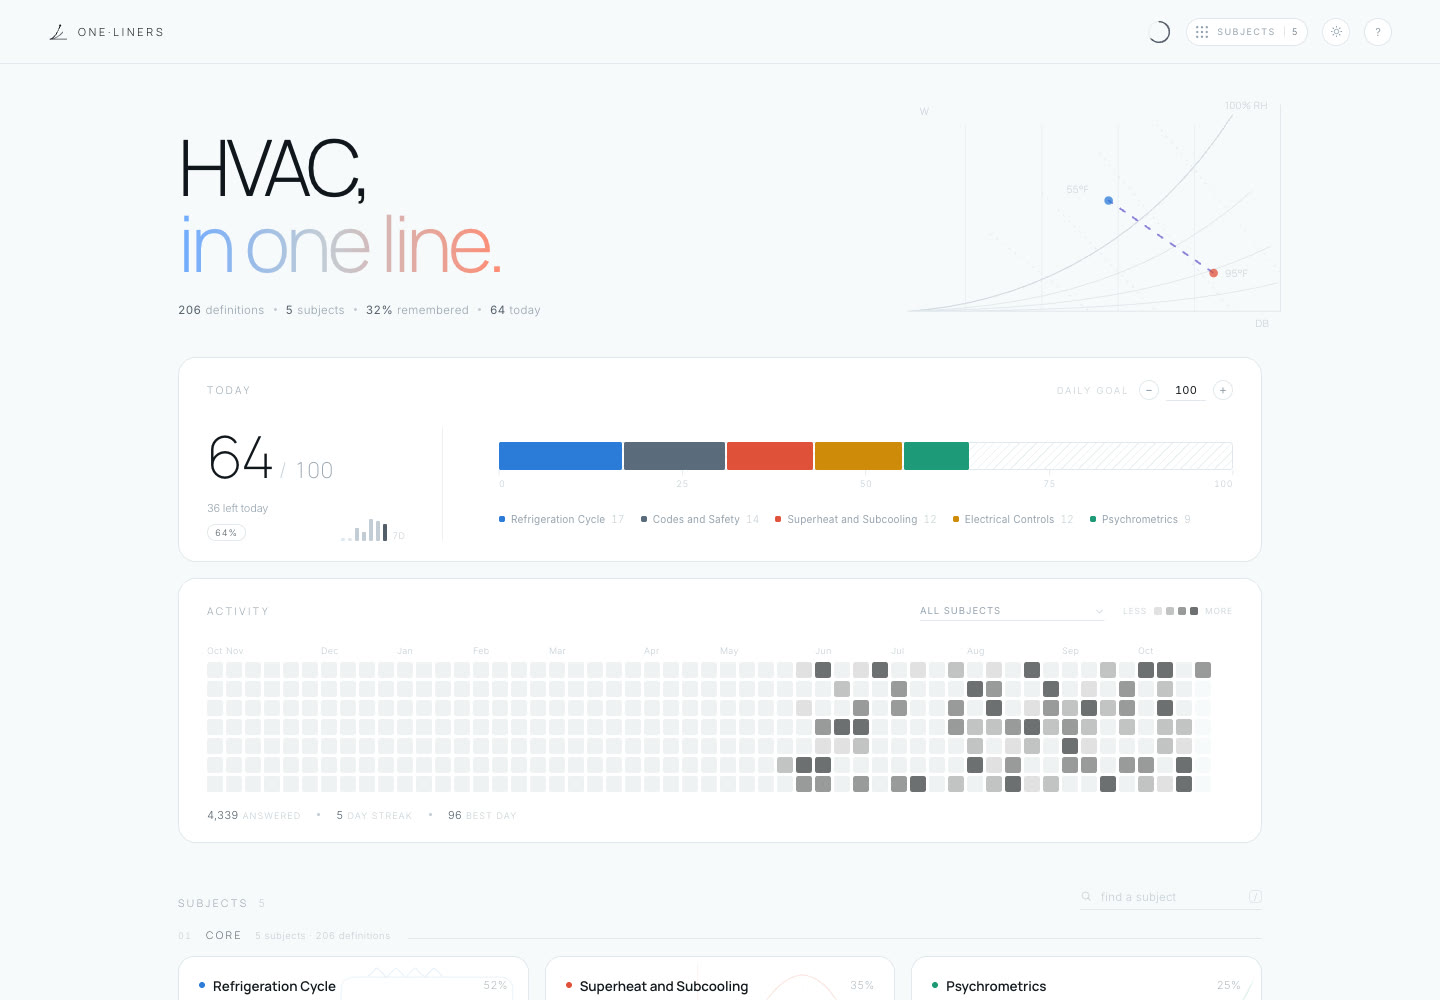 ONE·LINERS
SUBJECTS 5
?
HVAC,
in one line.
206 definitions • 5 subjects • 32% remembered • 64 today
W
100% RH
55°F
95°F
DB
TODAY
DAILY GOAL − 100 +
64 / 100
36 left today
64%
7D
0 25 50 75 100
Refrigeration Cycle 17 Codes and Safety 14 Superheat and Subcooling 12 Electrical Controls 12 Psychrometrics 9
ACTIVITY
ALL SUBJECTS
LESS MORE
Oct Nov Dec Jan Feb Mar Apr May Jun Jul Aug Sep Oct
4,339 ANSWERED • 5 DAY STREAK • 96 BEST DAY
SUBJECTS 5
find a subject /
01 CORE 5 subjects · 206 definitions
Refrigeration Cycle 52%
Superheat and Subcooling 35%
Psychrometrics 25%